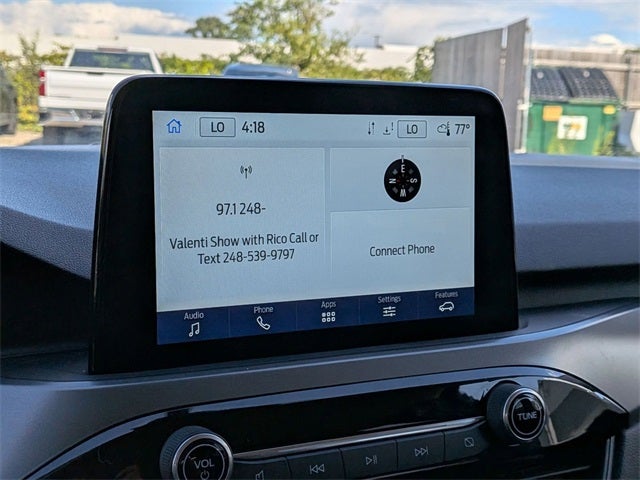 LO 4:18 LO 77°
97.1 248-
Valenti Show with Rico Call or
Text 248-539-9797
E
N S
W
Connect Phone
Audio Phone Apps Settings Features
VOL
TUNE